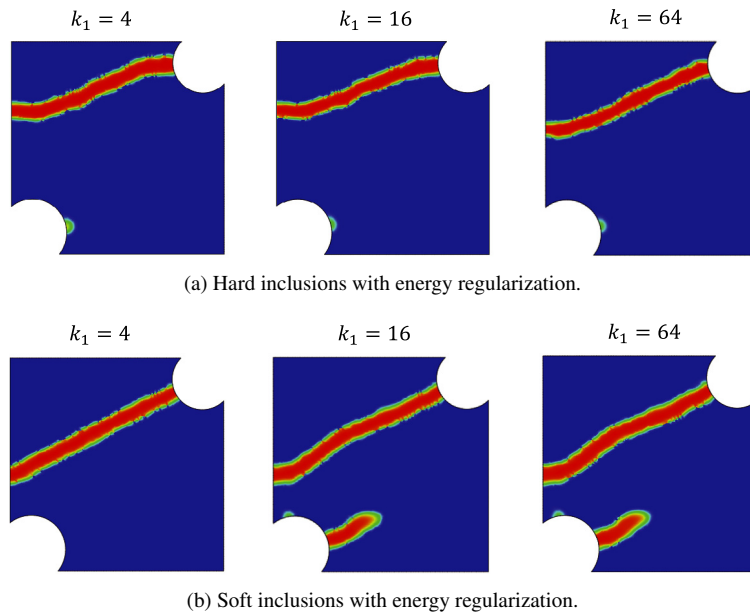 k₁ = 4
k₁ = 16
k₁ = 64
(a) Hard inclusions with energy regularization.
k₁ = 4
k₁ = 16
k₁ = 64
(b) Soft inclusions with energy regularization.